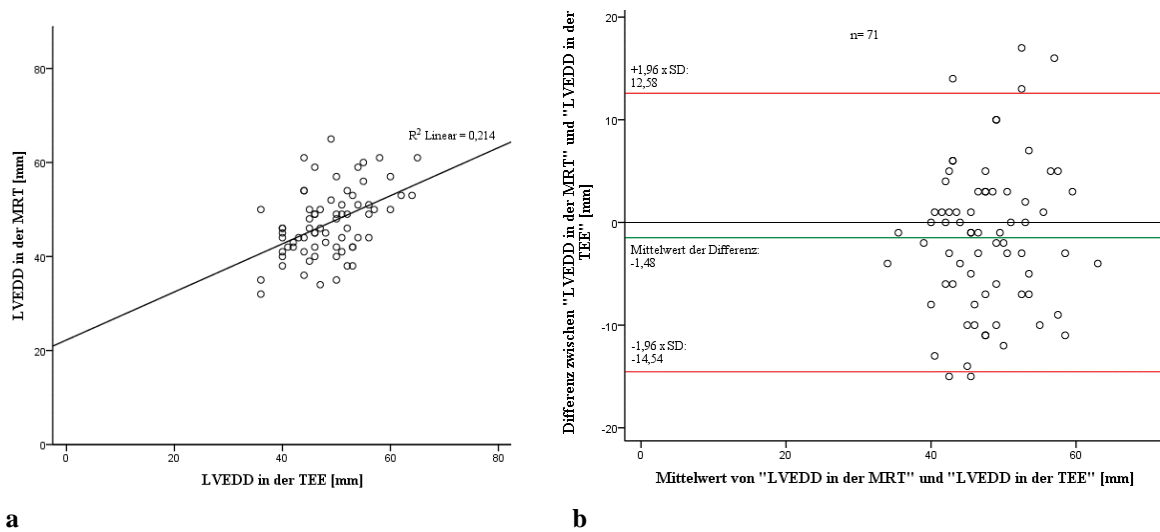 LVEDD in der MRT [mm]
80
60
40
20
0
R² Linear = 0,214
0 20 40 60 80
LVEDD in der TEE [mm]
a
Differenz zwischen "LVEDD in der MRT" und "LVEDD in der
TEE" [mm]
20
10
0
-10
-20
n= 71
+1,96 x SD:
12,58
Mittelwert der Differenz:
-1,48
-1,96 x SD:
-14,54
0 20 40 60
Mittelwert von "LVEDD in der MRT" und "LVEDD in der TEE" [mm]
b